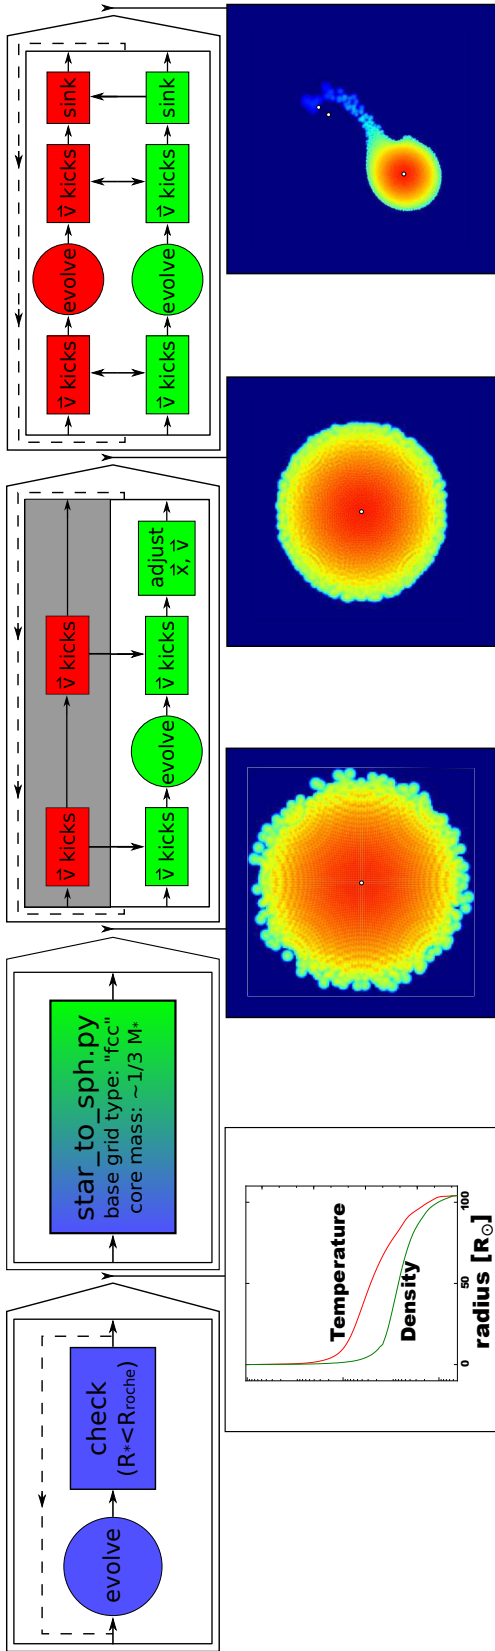 evolve
check
(R*<Rroche)
star_to_sph.py
base grid type: "fcc"
core mass: ~1/3 M*
v⃗ kicks
v⃗ kicks
v⃗ kicks
evolve
v⃗ kicks
adjust
x⃗, v⃗
v⃗ kicks
evolve
v⃗ kicks
sink
v⃗ kicks
evolve
v⃗ kicks
sink
Temperature
Density
0
50
100
radius [R☉]